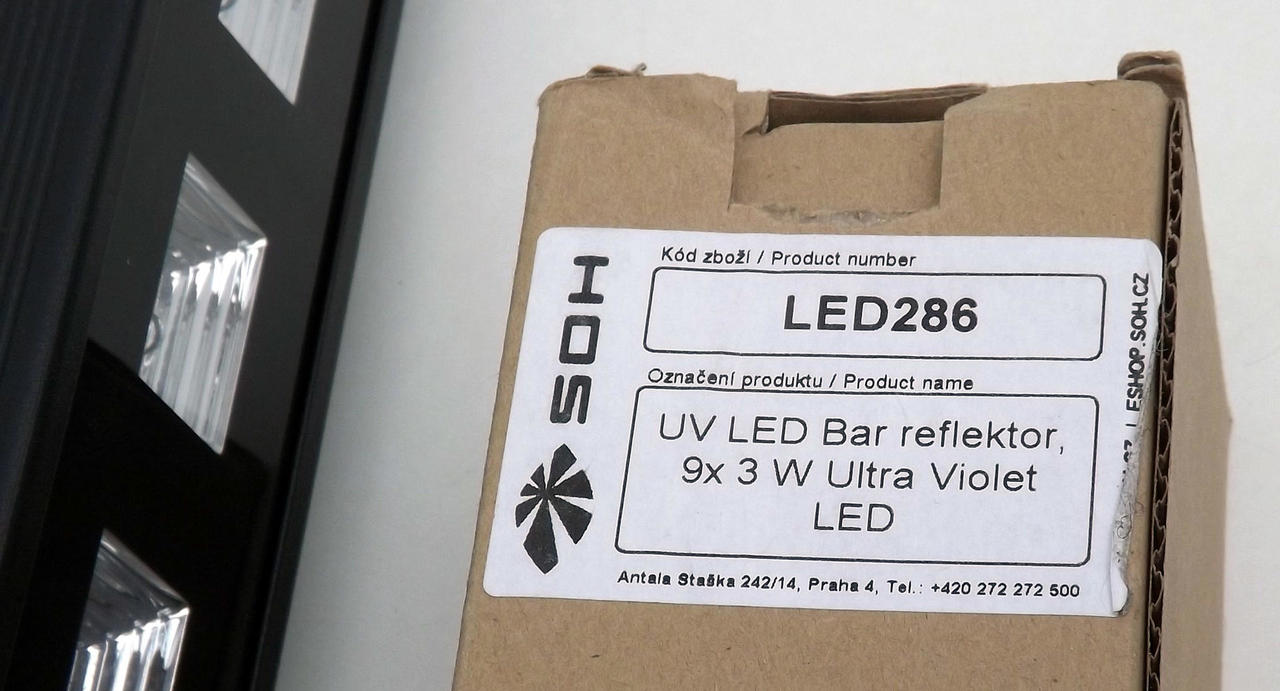 SOH
Kód zboží / Product number
LED286
Označení produktu / Product name
UV LED Bar reflektor,
9x 3 W Ultra Violet
LED
Antala Staška 242/14, Praha 4, Tel.: +420 272 272 500
| ESHOP.SOH.CZ